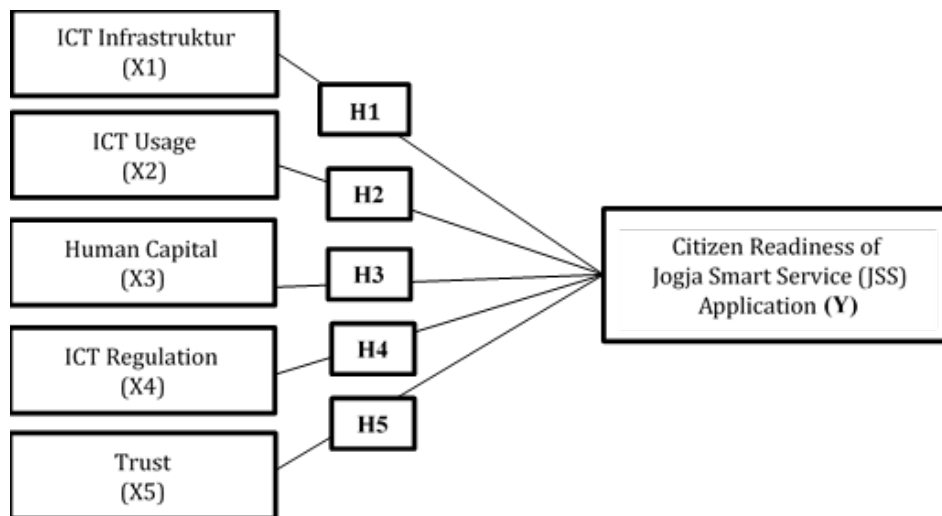 ICT Infrastruktur
(X1)
H1
ICT Usage
(X2)
H2
Human Capital
(X3)
H3
ICT Regulation
(X4)
H4
Trust
(X5)
H5
Citizen Readiness of
Jogja Smart Service (JSS)
Application (Y)